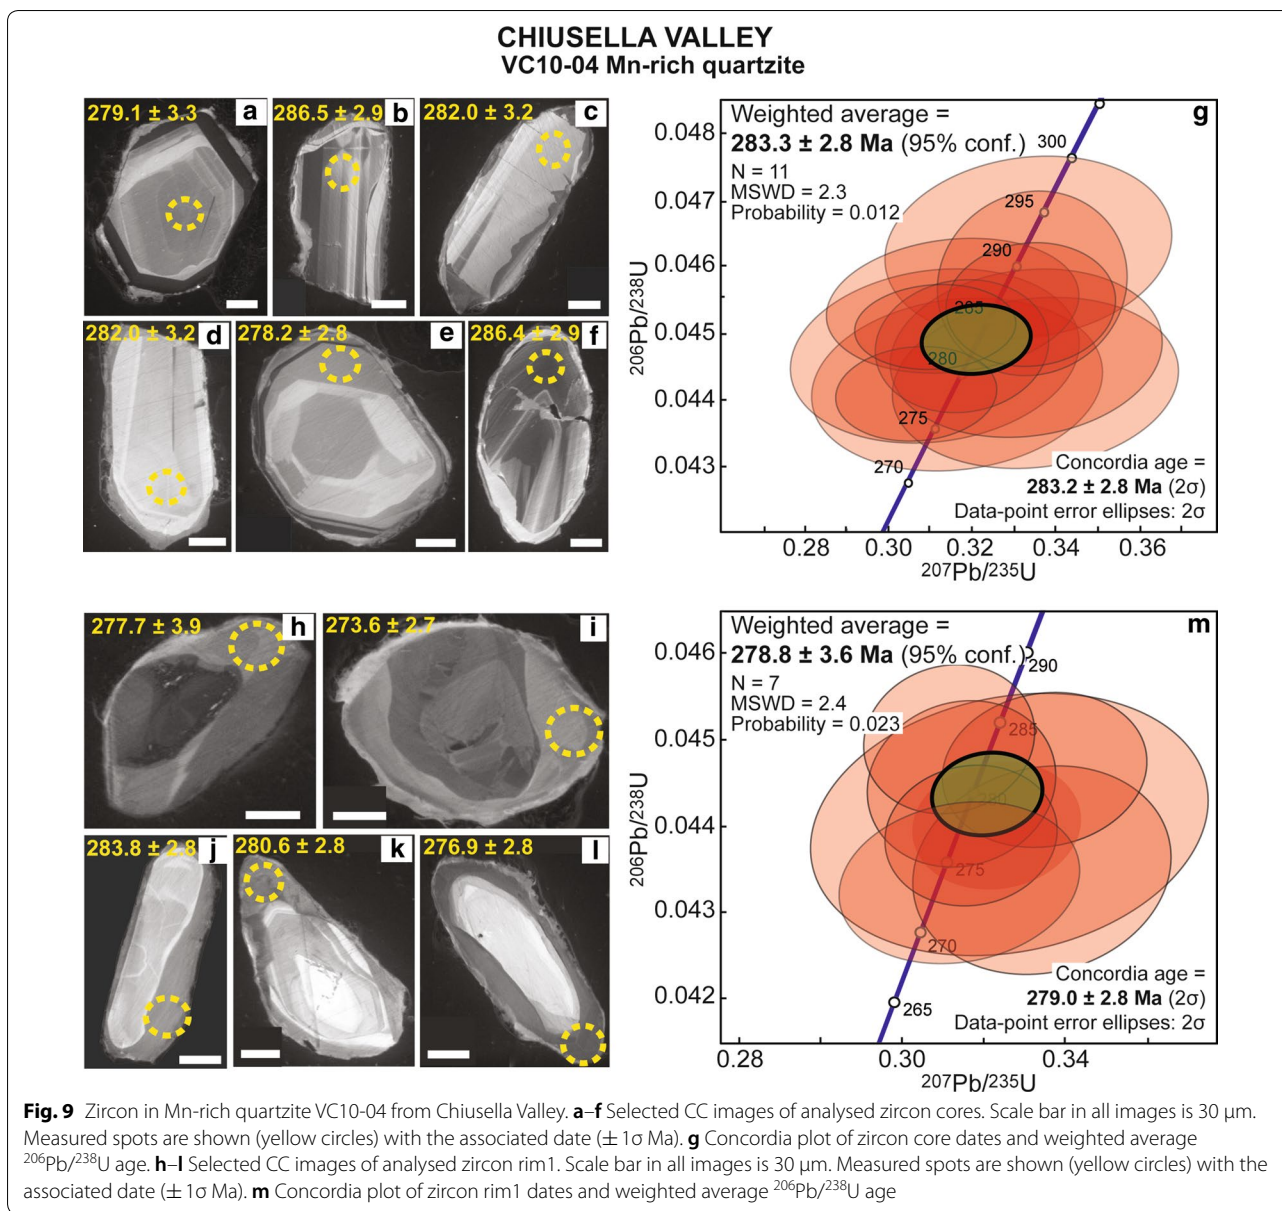 CHIUSELLA VALLEY
VC10-04 Mn-rich quartzite
279.1 ± 3.3
a
286.5 ± 2.9
b
282.0 ± 3.2
c
282.0 ± 3.2
d
278.2 ± 2.8
e
286.4 ± 2.9
f
g
Weighted average =
283.3 ± 2.8 Ma (95% conf.)
N = 11
MSWD = 2.3
Probability = 0.012
300
295
290
285
280
275
270
0.048
0.047
0.046
0.045
0.044
0.043
206Pb/238U
Concordia age =
283.2 ± 2.8 Ma (2σ)
Data-point error ellipses: 2σ
0.28
0.30
0.32
0.34
0.36
207Pb/235U
277.7 ± 3.9
h
273.6 ± 2.7
i
283.8 ± 2.8
j
280.6 ± 2.8
k
276.9 ± 2.8
l
m
Weighted average =
278.8 ± 3.6 Ma (95% conf.)
N = 7
MSWD = 2.4
Probability = 0.023
290
285
280
275
270
265
0.046
0.045
0.044
0.043
0.042
206Pb/238U
Concordia age =
279.0 ± 2.8 Ma (2σ)
Data-point error ellipses: 2σ
0.28
0.30
0.34
207Pb/235U
Fig. 9 Zircon in Mn-rich quartzite VC10-04 from Chiusella Valley. a–f Selected CC images of analysed zircon cores. Scale bar in all images is 30 µm.
Measured spots are shown (yellow circles) with the associated date (± 1σ Ma). g Concordia plot of zircon core dates and weighted average
206Pb/238U age. h–l Selected CC images of analysed zircon rim1. Scale bar in all images is 30 µm. Measured spots are shown (yellow circles) with the
associated date (± 1σ Ma). m Concordia plot of zircon rim1 dates and weighted average 206Pb/238U age